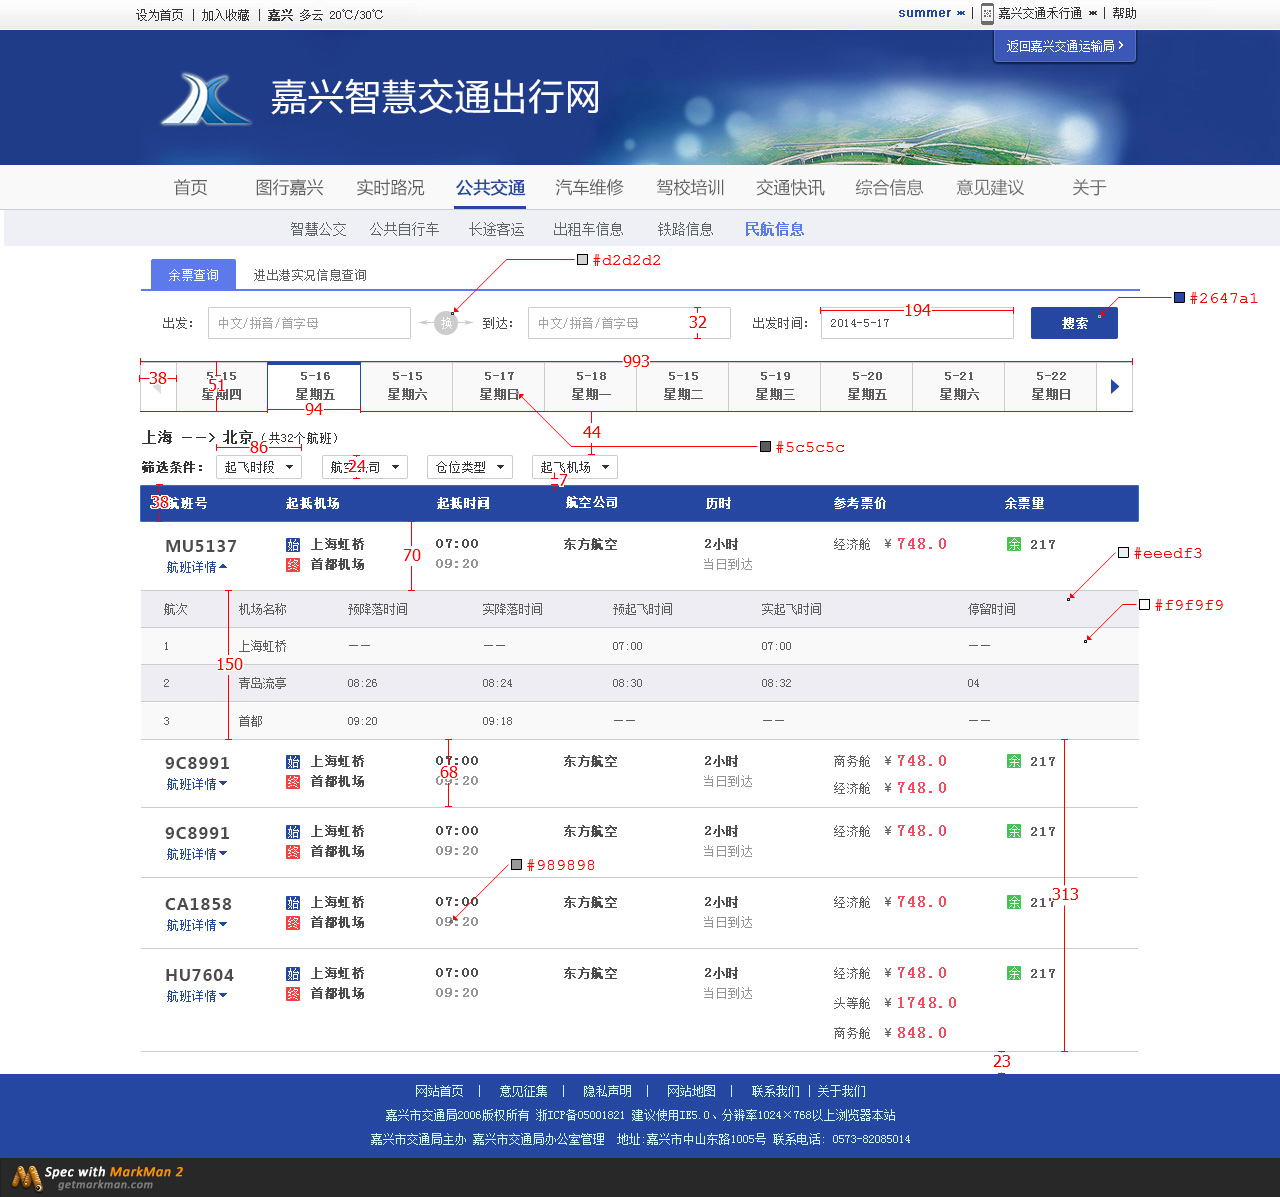 设为首页 | 加入收藏 | 嘉兴 多云 20℃/30℃
summer | 嘉兴交通禾行通 | 帮助
返回嘉兴交通运输局
嘉兴智慧交通出行网
首页 图行嘉兴 实时路况 公共交通 汽车维修 驾校培训 交通快讯 综合信息 意见建议 关于
智慧公交 公共自行车 长途客运 出租车信息 铁路信息 民航信息
#d2d2d2
余票查询 进出港实况信息查询
#2647a1
出发: 中文/拼音/首字母 换 到达: 中文/拼音/首字母 32 出发时间: 2014-5-17 194 搜索
993
38 5-15 5-16 5-15 5-17 5-18 5-15 5-19 5-20 5-21 5-22
51 星期四 星期五 星期六 星期日 星期一 星期二 星期三 星期五 星期六 星期日
94
44
上海 --> 北京 (共32个航班)
#5c5c5c
86
筛选条件: 起飞时段 航空公司 仓位类型 起飞机场
24
7
38 航班号 起抵机场 起抵时间 航空公司 历时 参考票价 余票量
MU5137 始 上海虹桥 07:00 东方航空 2小时 经济舱 ¥ 748.0 余 217
航班详情 终 首都机场 09:20 当日到达
70
#eeedf3
航次 机场名称 预降落时间 实降落时间 预起飞时间 实起飞时间 停留时间
#f9f9f9
1 上海虹桥 -- -- 07:00 07:00 --
150
2 青岛流亭 08:26 08:24 08:30 08:32 04
3 首都 09:20 09:18 -- -- --
9C8991 始 上海虹桥 07:00 东方航空 2小时 商务舱 ¥ 748.0 余 217
68
航班详情 终 首都机场 09:20 当日到达 经济舱 ¥ 748.0
9C8991 始 上海虹桥 07:00 东方航空 2小时 经济舱 ¥ 748.0 余 217
航班详情 终 首都机场 09:20 当日到达
#989898
313
CA1858 始 上海虹桥 07:00 东方航空 2小时 经济舱 ¥ 748.0 余 217
航班详情 终 首都机场 09:20 当日到达
HU7604 始 上海虹桥 07:00 东方航空 2小时 经济舱 ¥ 748.0 余 217
航班详情 终 首都机场 09:20 当日到达
头等舱 ¥ 1748.0
商务舱 ¥ 848.0
23
网站首页 | 意见征集 | 隐私声明 | 网站地图 | 联系我们 | 关于我们
嘉兴市交通局2006版权所有 浙ICP备05001821 建议使用IE5.0、分辨率1024×768以上浏览器本站
嘉兴市交通局主办 嘉兴市交通局办公室管理 地址:嘉兴市中山东路1005号 联系电话: 0573-82085014
Spec with MarkMan 2
getmarkman.com